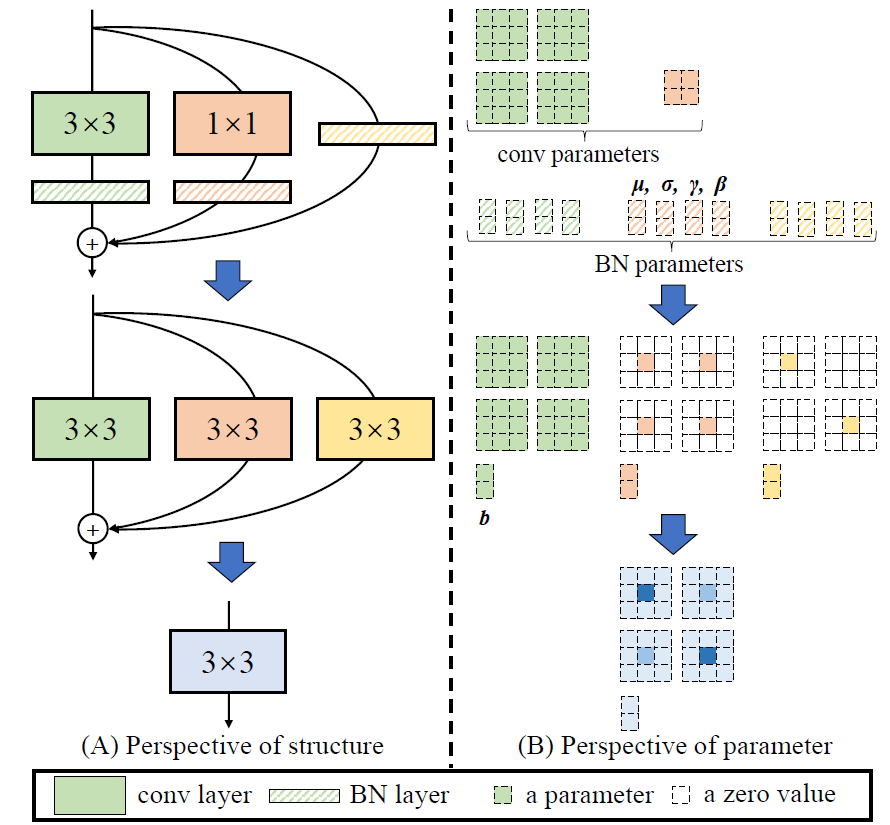 3×3
1×1
+
3×3
3×3
3×3
+
3×3
(A) Perspective of structure
conv parameters
μ, σ, γ, β
BN parameters
b
(B) Perspective of parameter
conv layer
BN layer
a parameter
a zero value